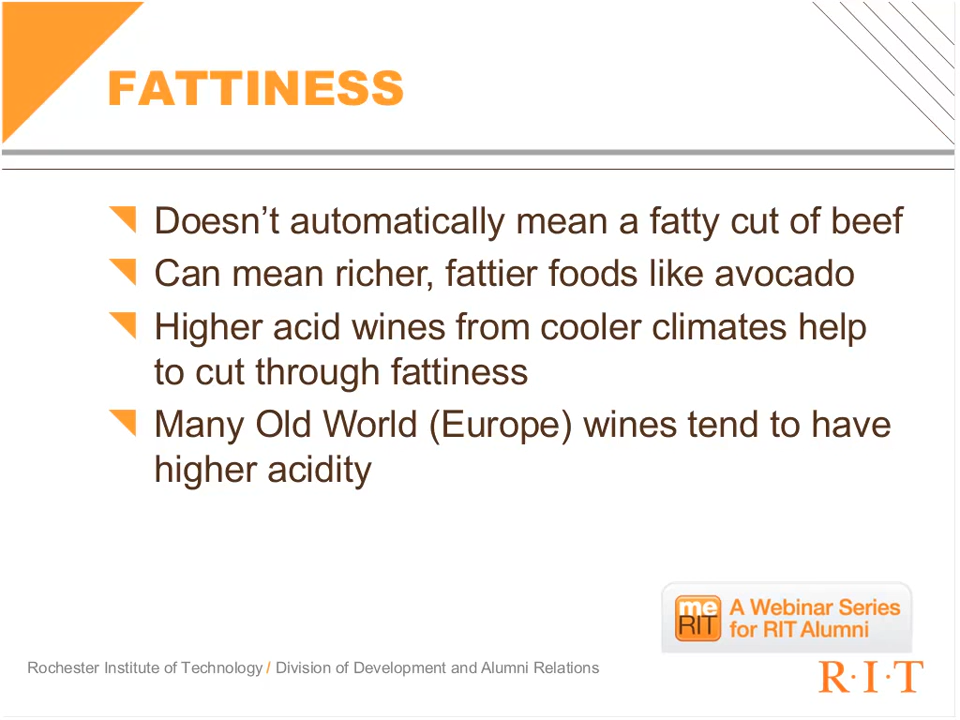 FATTINESS
Doesn’t automatically mean a fatty cut of beef
Can mean richer, fattier foods like avocado
Higher acid wines from cooler climates help
to cut through fattiness
Many Old World (Europe) wines tend to have
higher acidity
me
RIT
A Webinar Series
for RIT Alumni
Rochester Institute of Technology / Division of Development and Alumni Relations
R·I·T